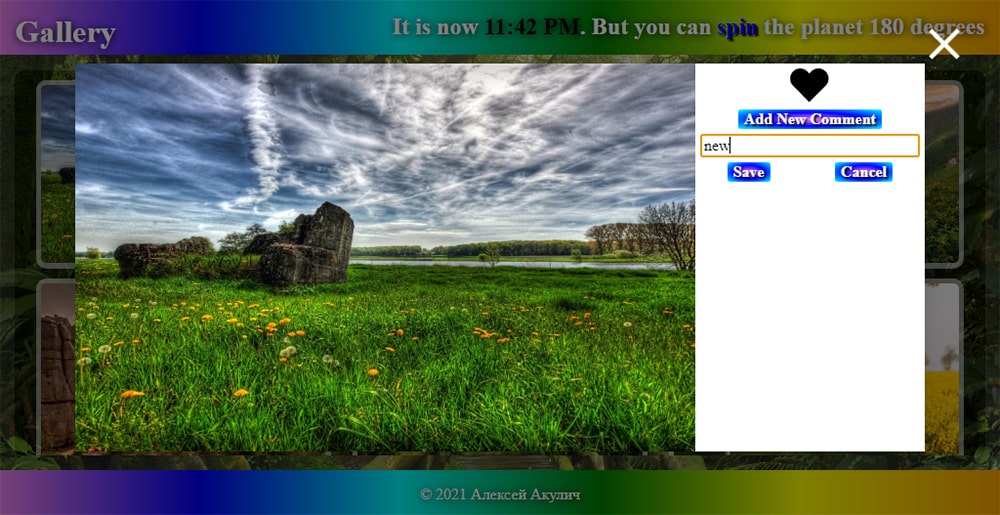 Gallery
It is now 11:42 PM. But you can spin the planet 180 degrees
Add New Comment
new
Save
Cancel
© 2021 Алексей Акулич